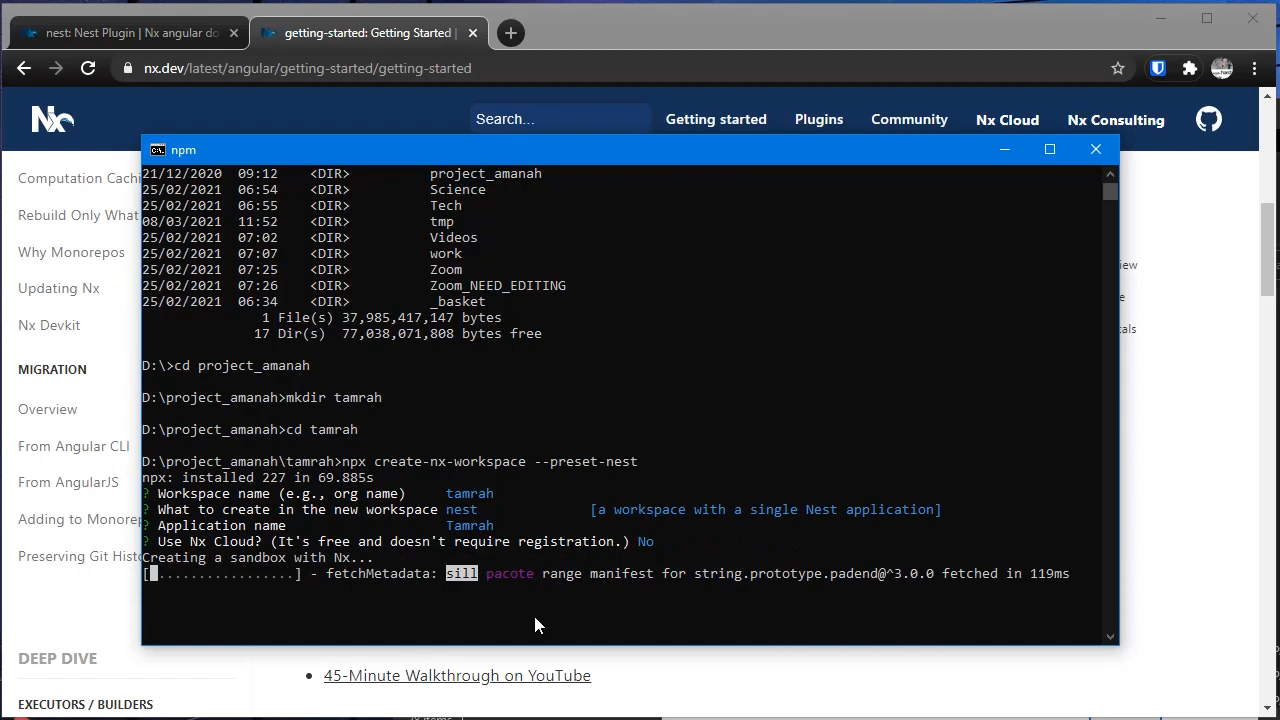 nest: Nest Plugin | Nx angular do
getting-started: Getting Started |
nx.dev/latest/angular/getting-started/getting-started
Nx
Search...
Getting started
Plugins
Community
Nx Cloud
Nx Consulting
Computation Cachi
Rebuild Only What
Why Monorepos
Updating Nx
Nx Devkit
MIGRATION
Overview
From Angular CLI
From AngularJS
Adding to Monorep
Preserving Git Histo
DEEP DIVE
EXECUTORS / BUILDERS
npm
21/12/2020 09:12 <DIR> project_amanah
25/02/2021 06:54 <DIR> Science
25/02/2021 06:55 <DIR> Tech
08/03/2021 11:52 <DIR> tmp
25/02/2021 07:02 <DIR> Videos
25/02/2021 07:07 <DIR> work
25/02/2021 07:25 <DIR> Zoom
25/02/2021 07:26 <DIR> Zoom_NEED_EDITING
25/02/2021 06:34 <DIR> _basket
1 File(s) 37,985,417,147 bytes
17 Dir(s) 77,038,071,808 bytes free
D:\>cd project_amanah
D:\project_amanah>mkdir tamrah
D:\project_amanah>cd tamrah
D:\project_amanah\tamrah>npx create-nx-workspace --preset-nest
npx: installed 227 in 69.885s
? Workspace name (e.g., org name) tamrah
? What to create in the new workspace nest [a workspace with a single Nest application]
? Application name Tamrah
? Use Nx Cloud? (It's free and doesn't require registration.) No
Creating a sandbox with Nx...
[ .................] - fetchMetadata: sill pacote range manifest for string.prototype.padend@^3.0.0 fetched in 119ms
view
e
tals
45-Minute Walkthrough on YouTube